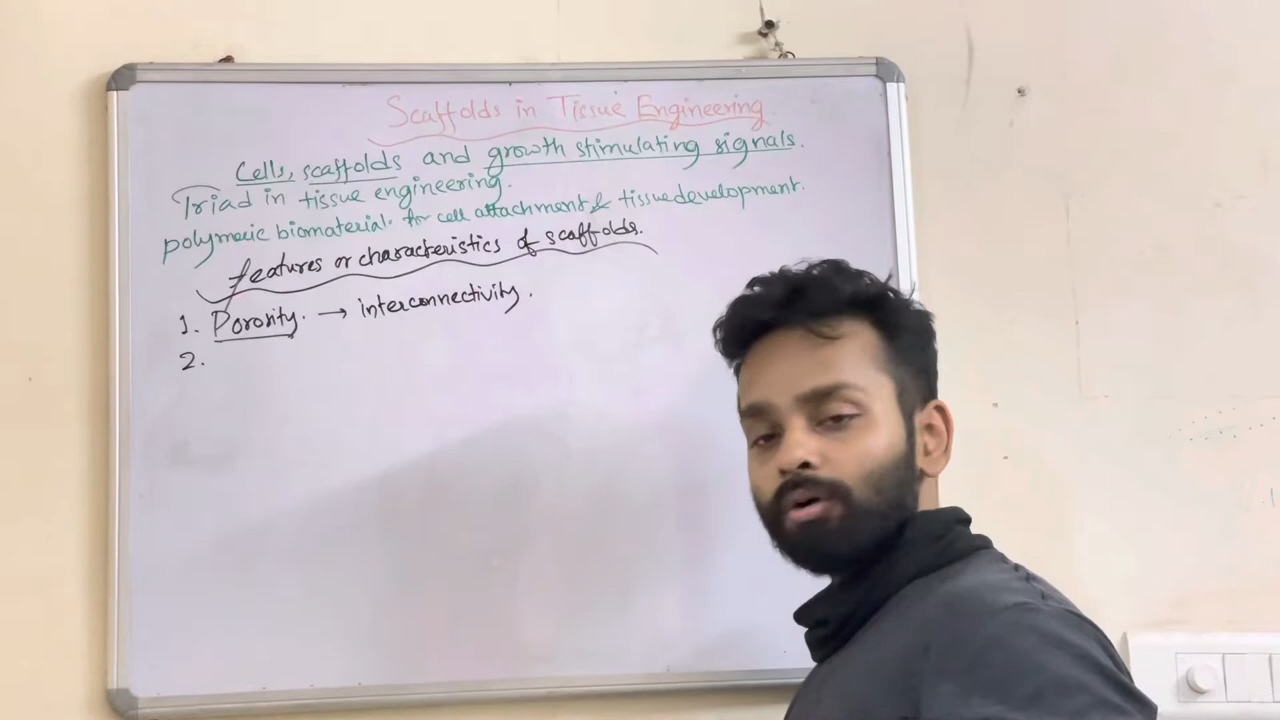 Scaffolds in Tissue Engineering
Cells, scaffolds and growth stimulating signals.
Triad in tissue engineering.
polymeric biomaterial. for cell attachment & tissue development.
features or characteristics of scaffolds.
1. Porosity. → interconnectivity.
2.